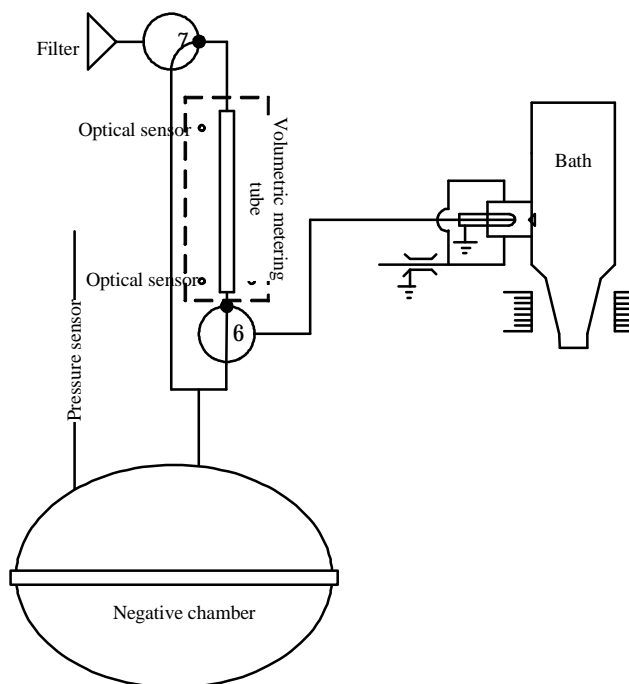 7
Filter
Optical sensor
Volumetric metering
tube
Bath
Optical sensor
6
Pressure sensor
Negative chamber